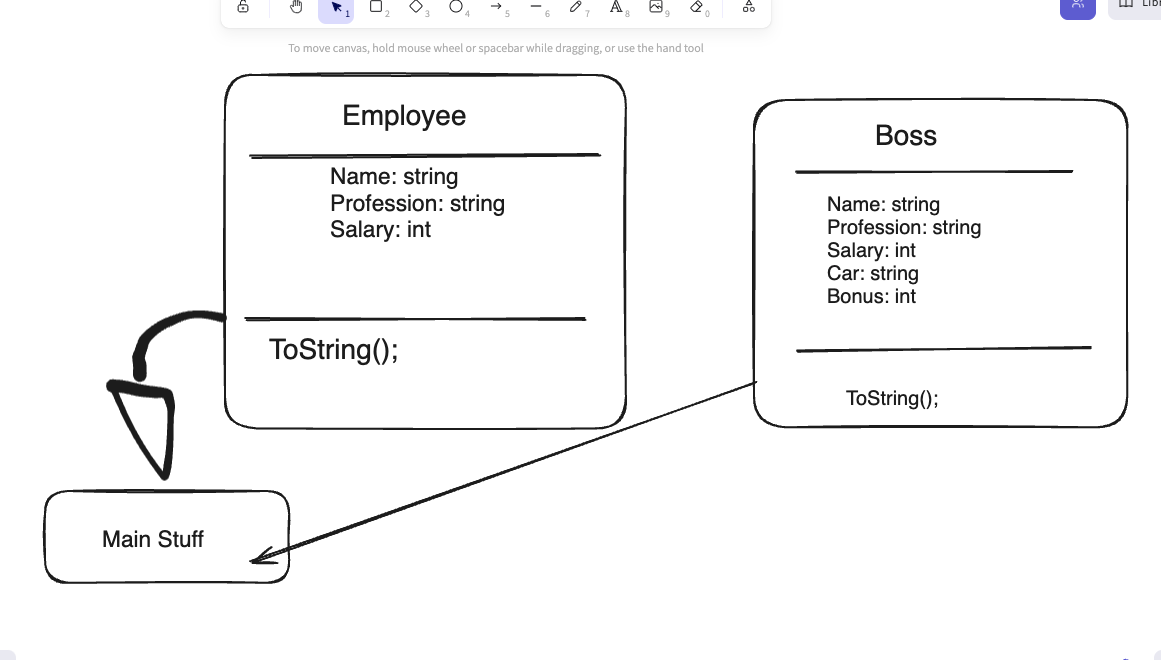 1
2
3
4
5
6
7
8
9
0
To move canvas, hold mouse wheel or spacebar while dragging, or use the hand tool
Employee
Name: string
Profession: string
Salary: int
ToString();
Boss
Name: string
Profession: string
Salary: int
Car: string
Bonus: int
ToString();
Main Stuff